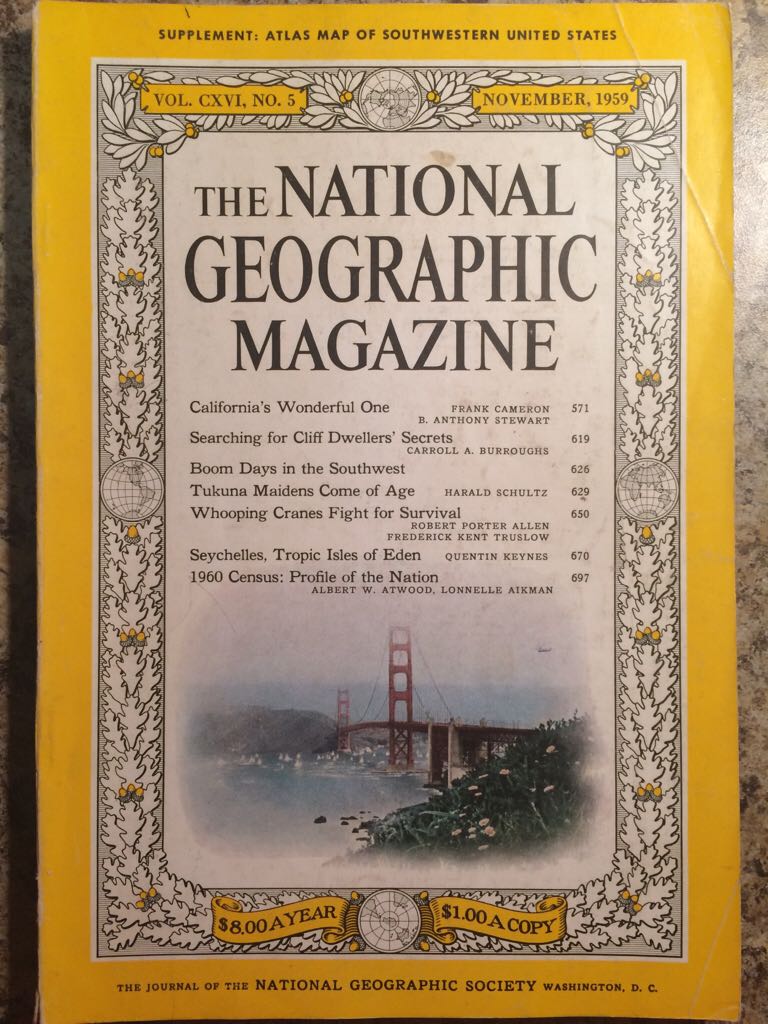 SUPPLEMENT: ATLAS MAP OF SOUTHWESTERN UNITED STATES
VOL. CXVI, NO. 5 NOVEMBER, 1959
THE NATIONAL
GEOGRAPHIC
MAGAZINE
California's Wonderful One FRANK CAMERON 571
B. ANTHONY STEWART
Searching for Cliff Dwellers' Secrets 619
CARROLL A. BURROUGHS
Boom Days in the Southwest 626
Tukuna Maidens Come of Age HARALD SCHULTZ 629
Whooping Cranes Fight for Survival 650
ROBERT PORTER ALLEN
FREDERICK KENT TRUSLOW
Seychelles, Tropic Isles of Eden QUENTIN KEYNES 670
1960 Census: Profile of the Nation 697
ALBERT W. ATWOOD, LONNELLE AIKMAN
$8.00 A YEAR $1.00 A COPY
THE JOURNAL OF THE NATIONAL GEOGRAPHIC SOCIETY WASHINGTON, D. C.